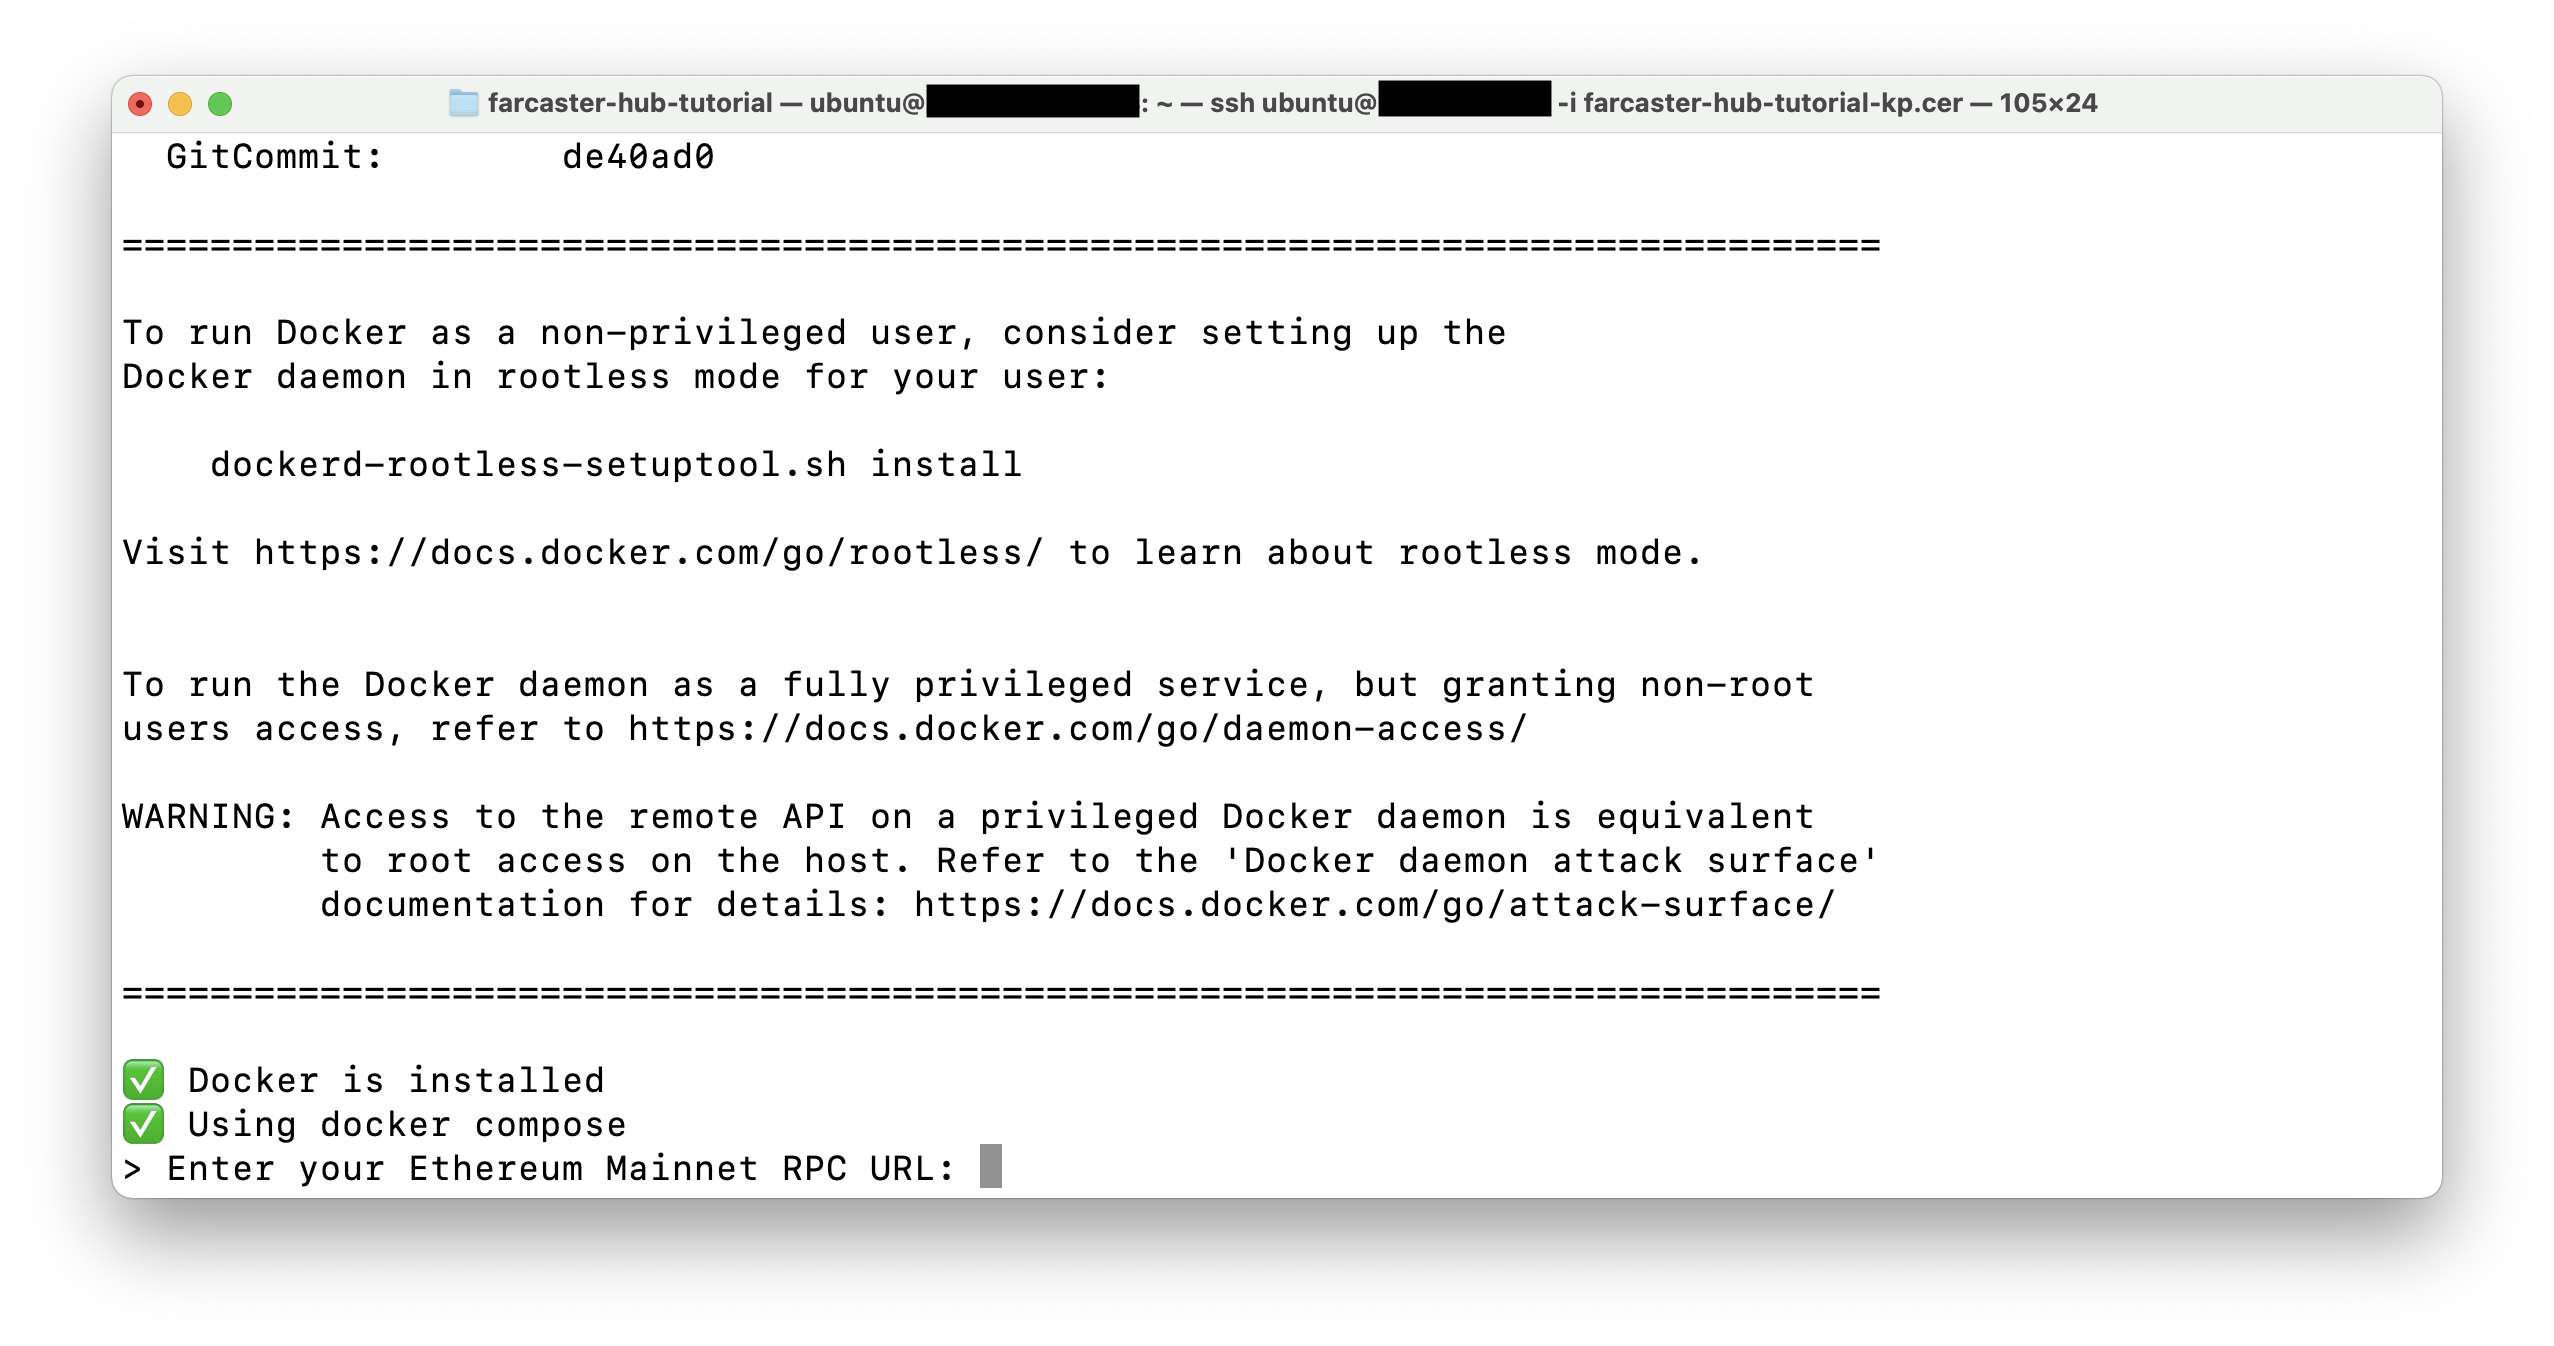 farcaster-hub-tutorial — ubuntu@ : ~ — ssh ubuntu@ -i farcaster-hub-tutorial-kp.cer — 105×24
GitCommit: de40ad0
================================================================================
To run Docker as a non-privileged user, consider setting up the
Docker daemon in rootless mode for your user:
dockerd-rootless-setuptool.sh install
Visit https://docs.docker.com/go/rootless/ to learn about rootless mode.
To run the Docker daemon as a fully privileged service, but granting non-root
users access, refer to https://docs.docker.com/go/daemon-access/
WARNING: Access to the remote API on a privileged Docker daemon is equivalent
to root access on the host. Refer to the 'Docker daemon attack surface'
documentation for details: https://docs.docker.com/go/attack-surface/
================================================================================
✅ Docker is installed
✅ Using docker compose
> Enter your Ethereum Mainnet RPC URL: